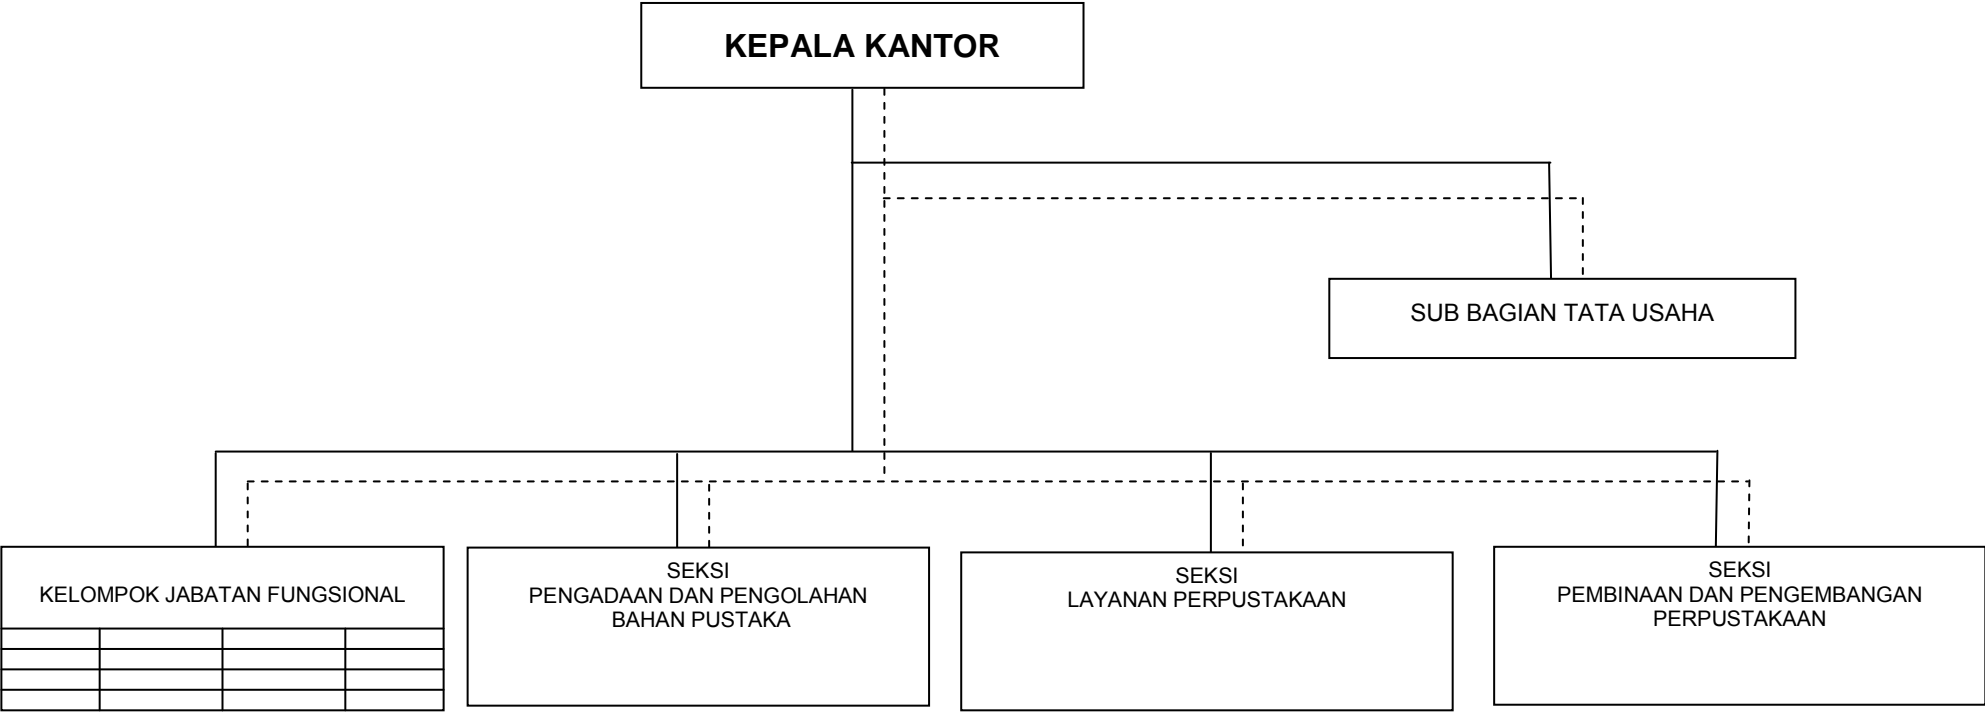 KEPALA KANTOR
SUB BAGIAN TATA USAHA
KELOMPOK JABATAN FUNGSIONAL
SEKSI
PENGADAAN DAN PENGOLAHAN
BAHAN PUSTAKA
SEKSI
LAYANAN PERPUSTAKAAN
SEKSI
PEMBINAAN DAN PENGEMBANGAN
PERPUSTAKAAN